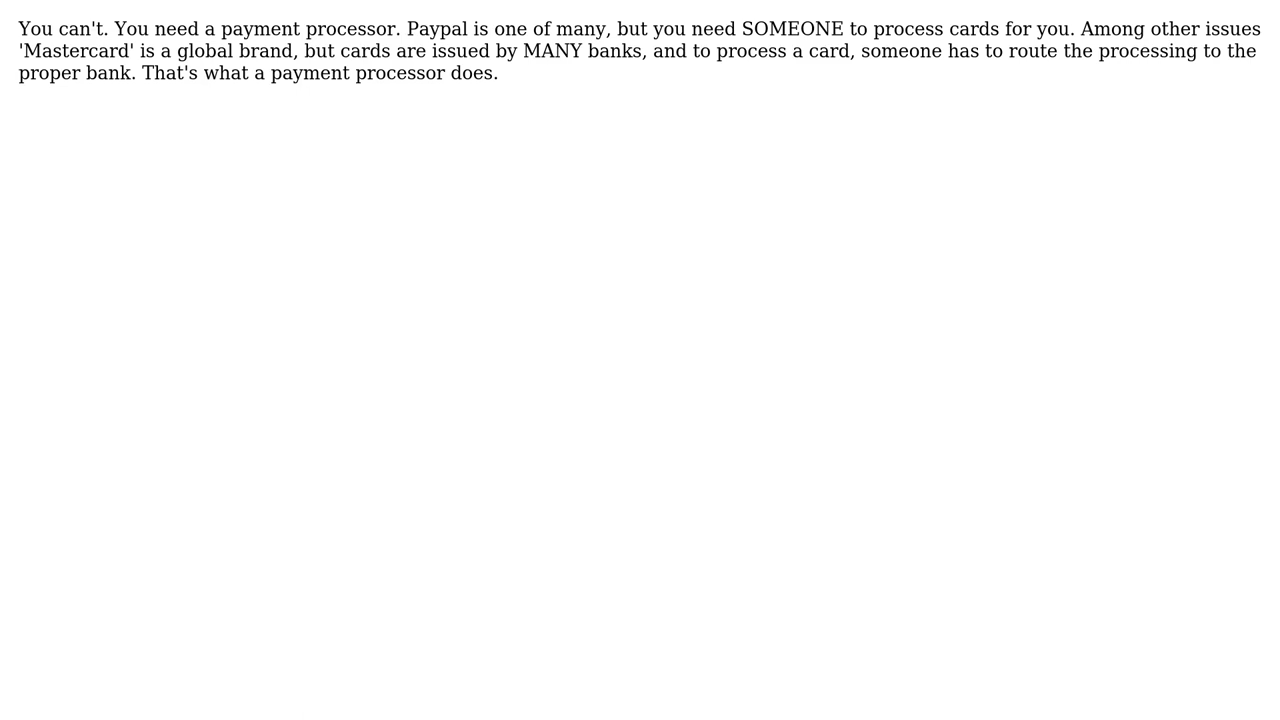 You can't. You need a payment processor. Paypal is one of many, but you need SOMEONE to process cards for you. Among other issues
'Mastercard' is a global brand, but cards are issued by MANY banks, and to process a card, someone has to route the processing to the
proper bank. That's what a payment processor does.